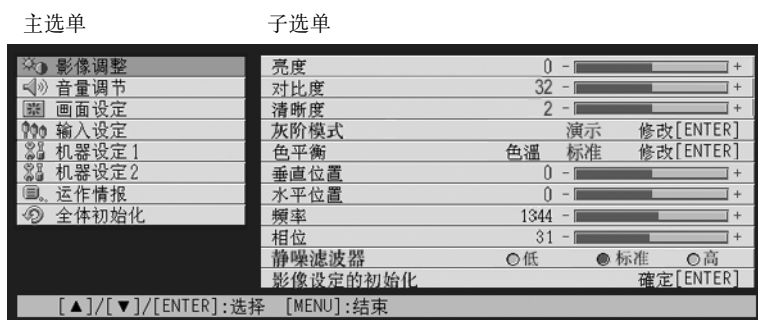 主选单 子选单
影像调整 亮度 0 - +
音量调节 对比度 32 - +
画面设定 清晰度 2 - +
输入设定 灰阶模式 演示 修改[ENTER]
机器设定1 色平衡 色温 标准 修改[ENTER]
机器设定2 垂直位置 0 - +
运作情报 水平位置 0 - +
全体初始化 频率 1344 - +
相位 31 - +
静噪滤波器 低 标准 高
影像设定的初始化 確定[ENTER]
[▲]/[▼]/[ENTER]:选择 [MENU]:结束